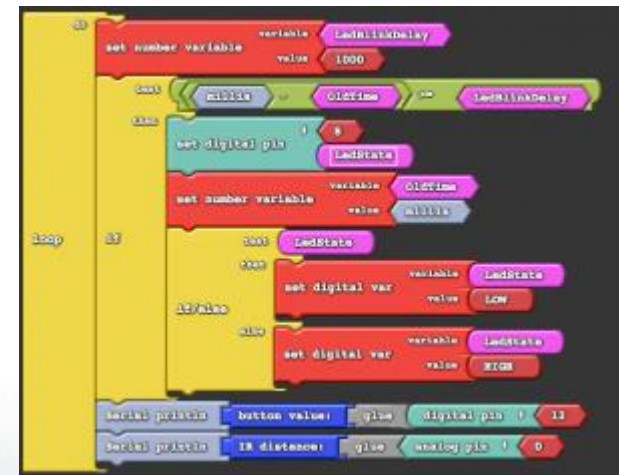 do
set number variable variable LedBlinkDelay
value 1000
test millis - OldTime LedBlinkDelay
then
set digital pin # 8
LedState
set number variable variable OldTime
value millis
loop if test LedState
then
set digital var variable LedState
value LOW
if/else
else
set digital var variable LedState
value HIGH
Serial println button value: glue digital pin # 12
Serial println IR distance: glue analog pin # 0